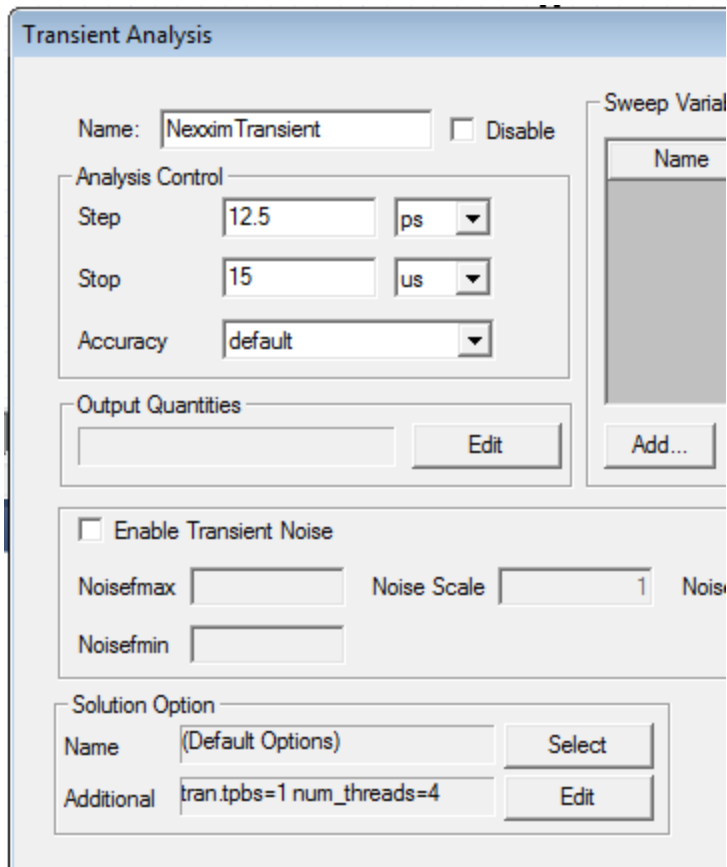 Transient Analysis
Name: NexximTransient Disable
Analysis Control
Step 12.5 ps
Stop 15 us
Accuracy default
Output Quantities
Edit
Name
Add...
Enable Transient Noise
Noisefmax Noise Scale 1
Noisefmin
Solution Option
Name (Default Options) Select
Additional tran.tpbs=1 num_threads=4 Edit
Sweep